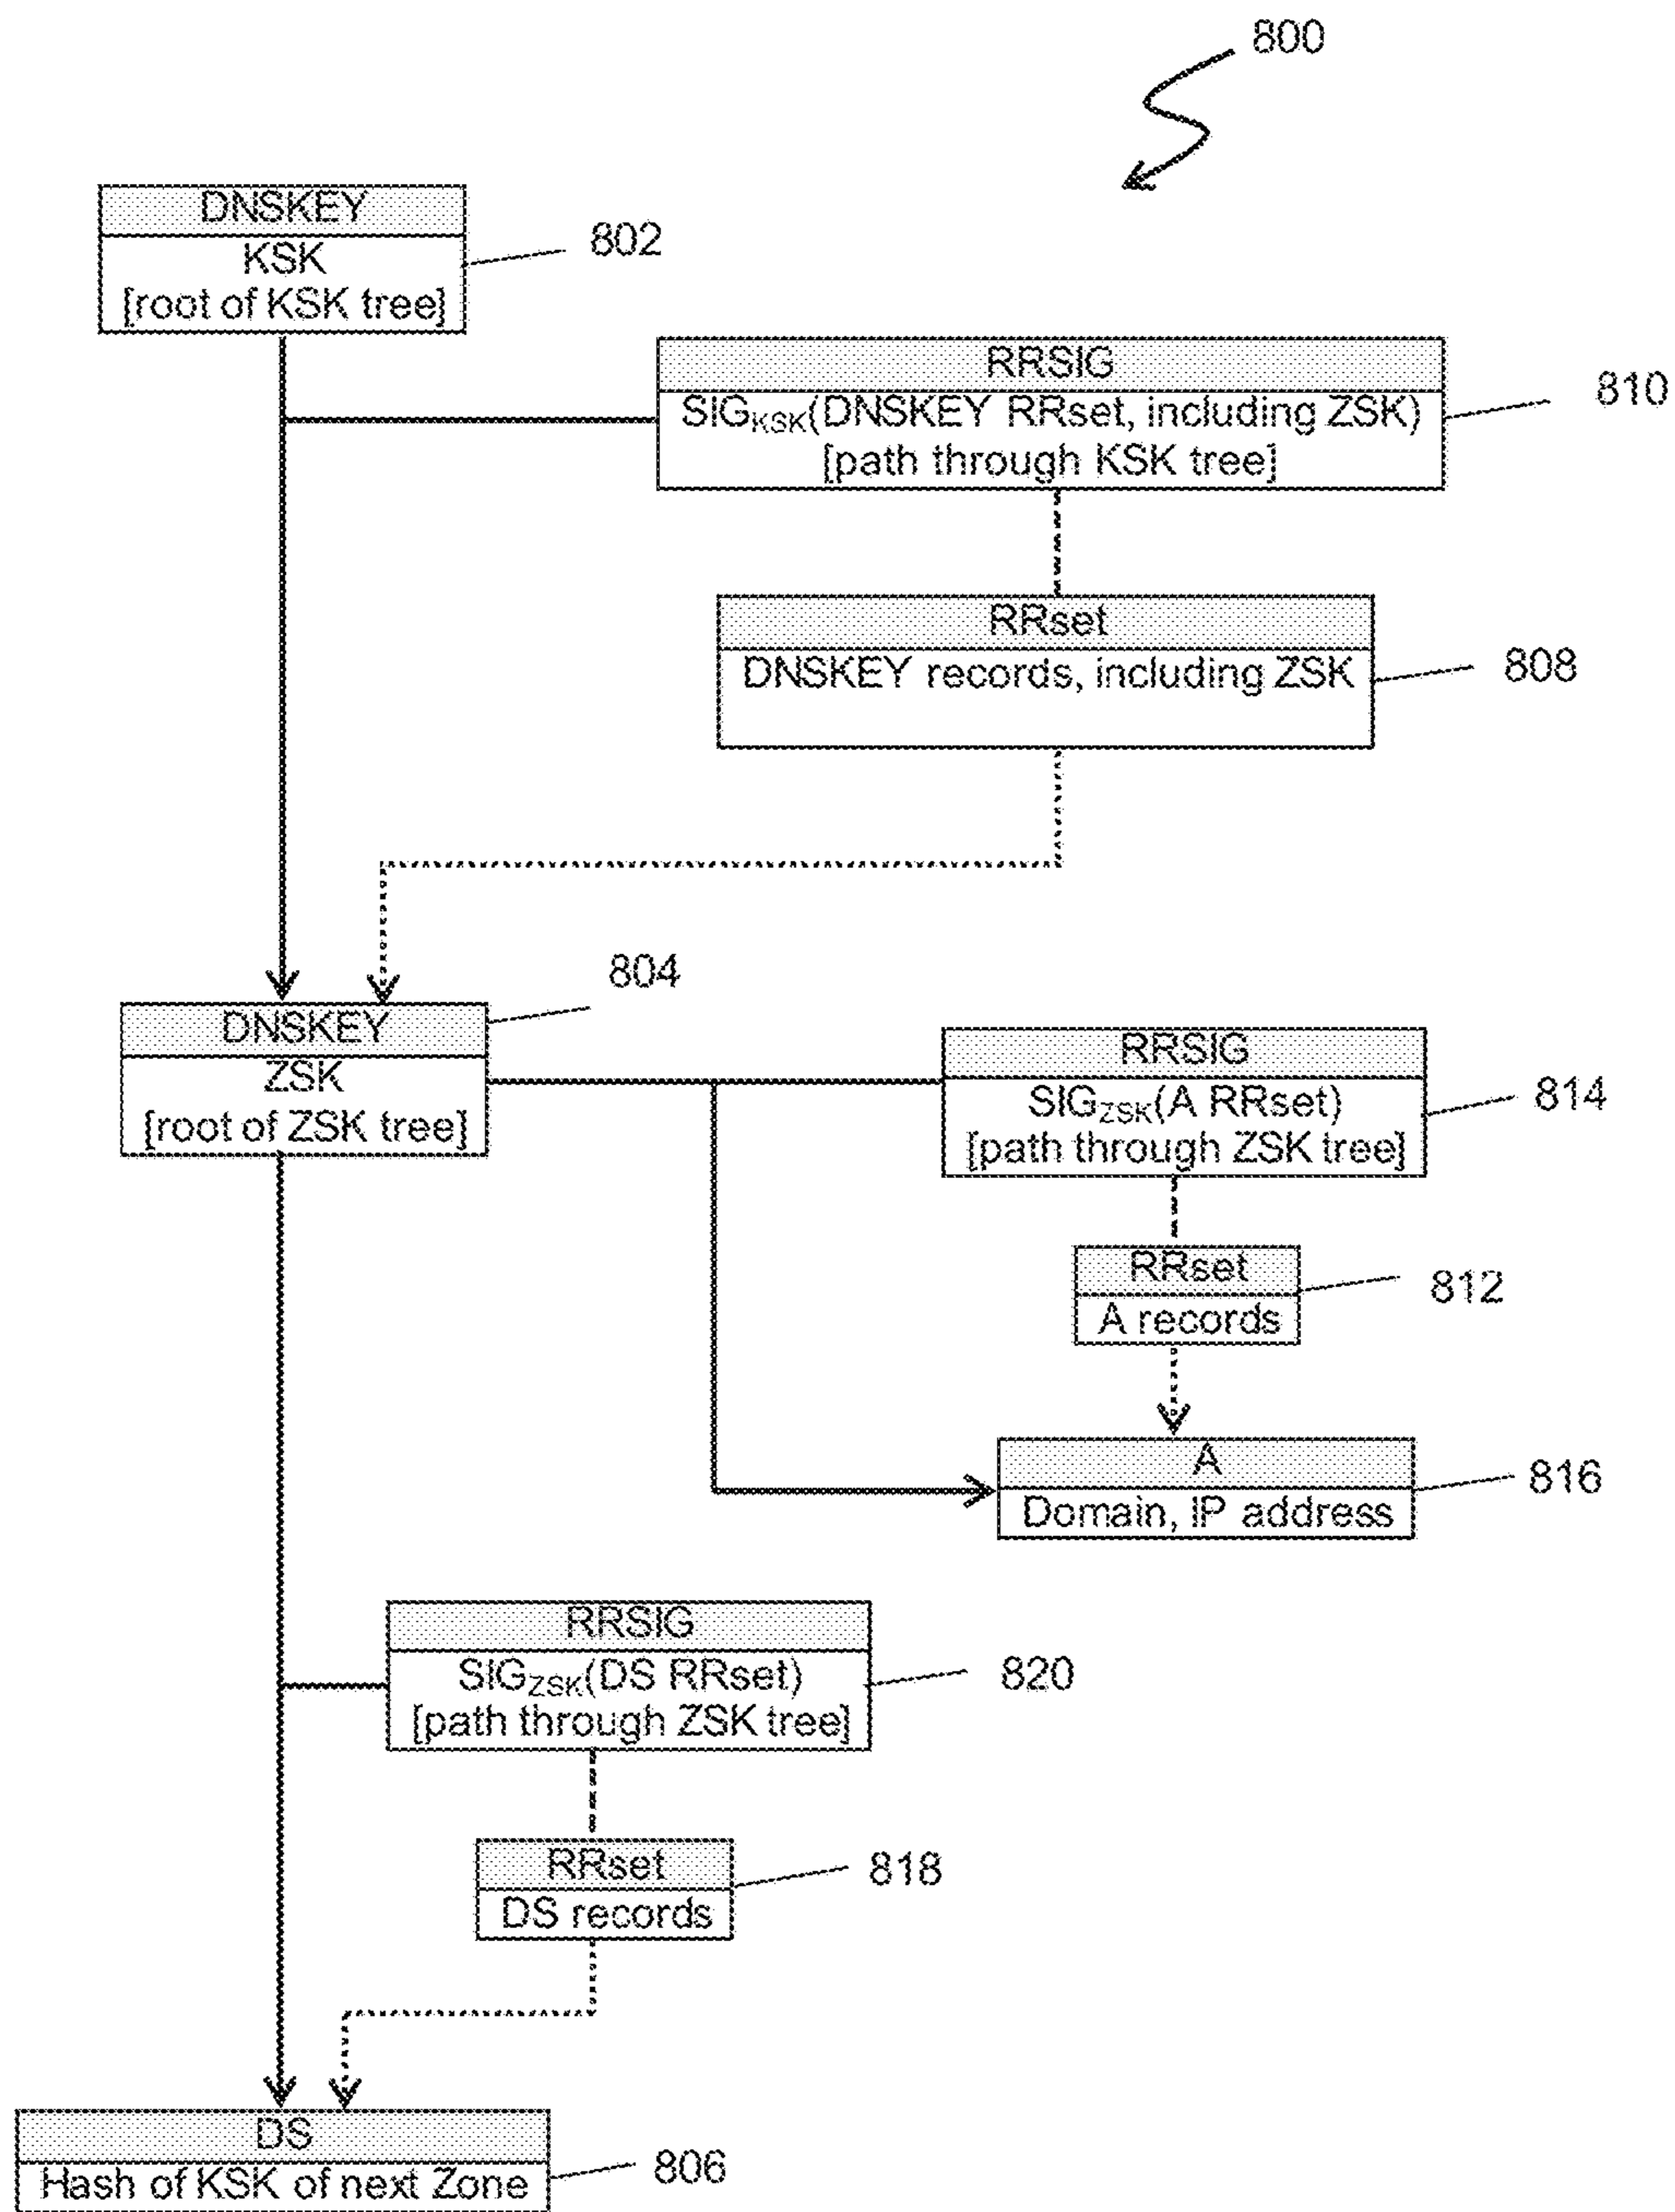 800
DNSKEY
KSK
[root of KSK tree]
802
RRSIG
SIGKSK(DNSKEY RRset, including ZSK)
[path through KSK tree]
810
RRset
DNSKEY records, including ZSK
808
804
DNSKEY
ZSK
[root of ZSK tree]
RRSIG
SIGZSK(A RRset)
[path through ZSK tree]
814
RRset
A records
812
A
Domain, IP address
816
RRSIG
SIGZSK(DS RRset)
[path through ZSK tree]
820
RRset
DS records
818
DS
Hash of KSK of next Zone
806